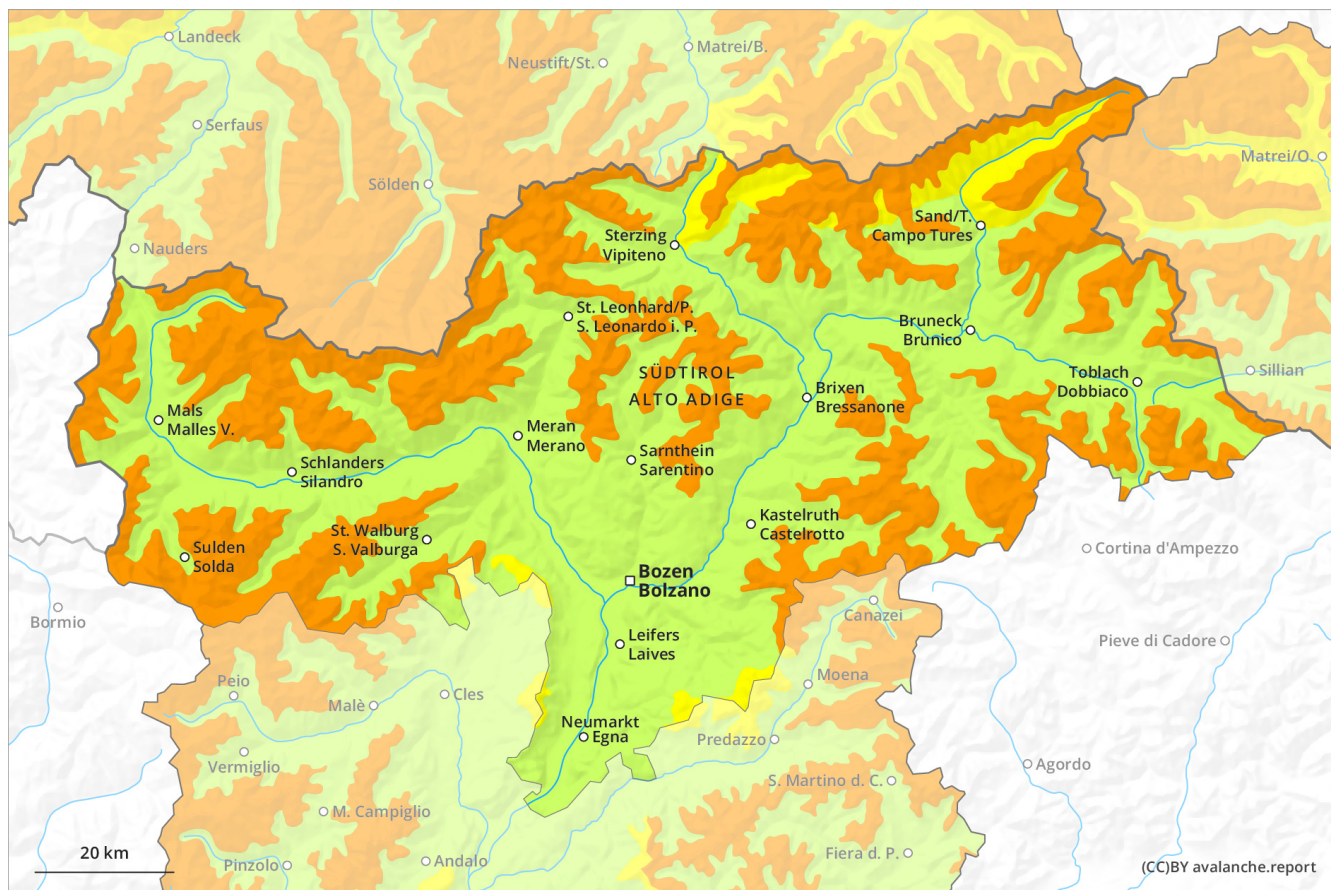 Landeck
Matrei/B.
Neustift/St.
Serfaus
Matrei/O.
Sölden
Sand/T.
Campo Tures
Sterzing
Vipiteno
Nauders
St. Leonhard/P.
S. Leonardo i. P.
Bruneck
Brunico
SÜDTIROL
ALTO ADIGE
Toblach
Dobbiaco
Sillian
Brixen
Bressanone
Mals
Malles V.
Meran
Merano
Schlanders
Silandro
Sarnthein
Sarentino
Kastelruth
Castelrotto
St. Walburg
S. Valburga
Sulden
Solda
Cortina d'Ampezzo
Bozen
Bolzano
Bormio
Canazei
Leifers
Laives
Pieve di Cadore
Peio
Malè
Cles
Moena
Neumarkt
Egna
Predazzo
Vermiglio
Agordo
S. Martino d. C.
M. Campiglio
20 km
Pinzolo
Andalo
Fiera d. P.
(CC)BY avalanche.report